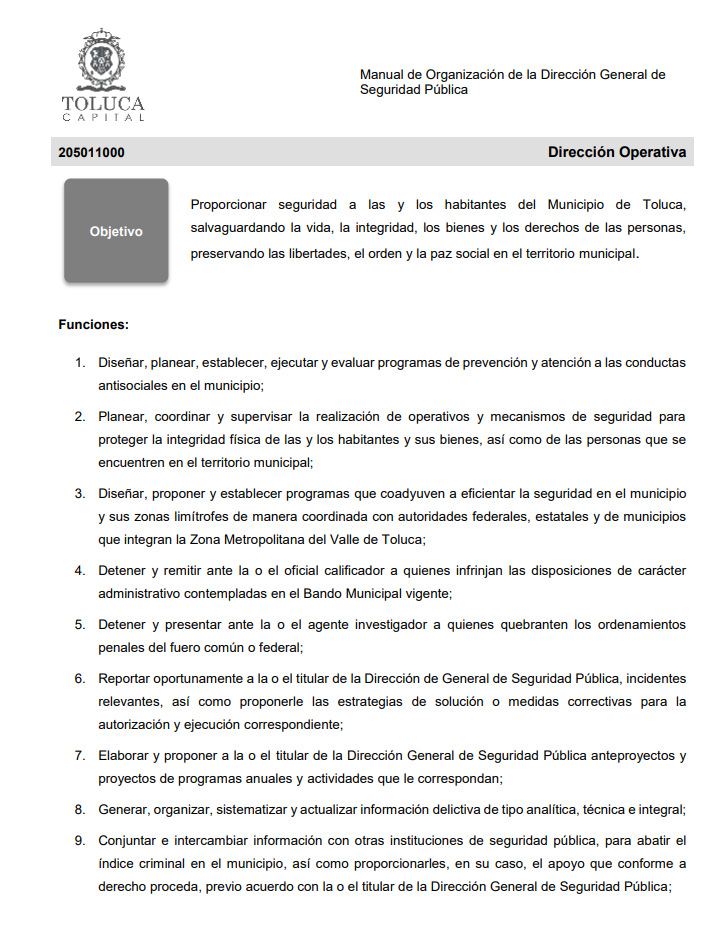 TOLUCA
CAPITAL
Manual de Organización de la Dirección General de
Seguridad Pública
205011000 Dirección Operativa
Objetivo
Proporcionar seguridad a las y los habitantes del Municipio de Toluca,
salvaguardando la vida, la integridad, los bienes y los derechos de las personas,
preservando las libertades, el orden y la paz social en el territorio municipal.
Funciones:
1. Diseñar, planear, establecer, ejecutar y evaluar programas de prevención y atención a las conductas
antisociales en el municipio;
2. Planear, coordinar y supervisar la realización de operativos y mecanismos de seguridad para
proteger la integridad física de las y los habitantes y sus bienes, así como de las personas que se
encuentren en el territorio municipal;
3. Diseñar, proponer y establecer programas que coadyuven a eficientar la seguridad en el municipio
y sus zonas limítrofes de manera coordinada con autoridades federales, estatales y de municipios
que integran la Zona Metropolitana del Valle de Toluca;
4. Detener y remitir ante la o el oficial calificador a quienes infrinjan las disposiciones de carácter
administrativo contempladas en el Bando Municipal vigente;
5. Detener y presentar ante la o el agente investigador a quienes quebranten los ordenamientos
penales del fuero común o federal;
6. Reportar oportunamente a la o el titular de la Dirección de General de Seguridad Pública, incidentes
relevantes, así como proponerle las estrategias de solución o medidas correctivas para la
autorización y ejecución correspondiente;
7. Elaborar y proponer a la o el titular de la Dirección General de Seguridad Pública anteproyectos y
proyectos de programas anuales y actividades que le correspondan;
8. Generar, organizar, sistematizar y actualizar información delictiva de tipo analítica, técnica e integral;
9. Conjuntar e intercambiar información con otras instituciones de seguridad pública, para abatir el
índice criminal en el municipio, así como proporcionarles, en su caso, el apoyo que conforme a
derecho proceda, previo acuerdo con la o el titular de la Dirección General de Seguridad Pública;